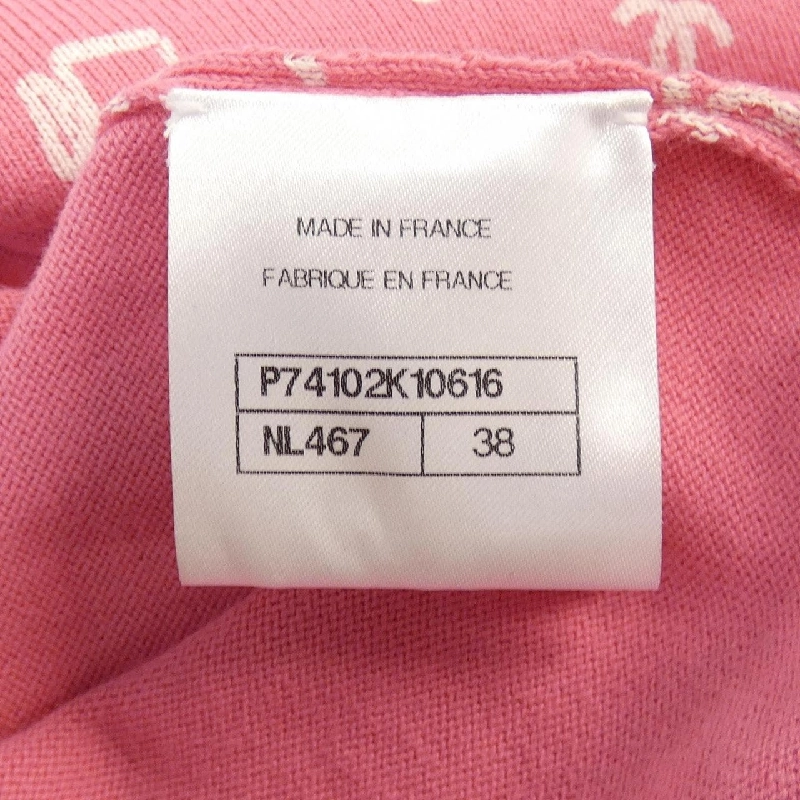 MADE IN FRANCE
FABRIQUE EN FRANCE
P74102K10616
NL467 38